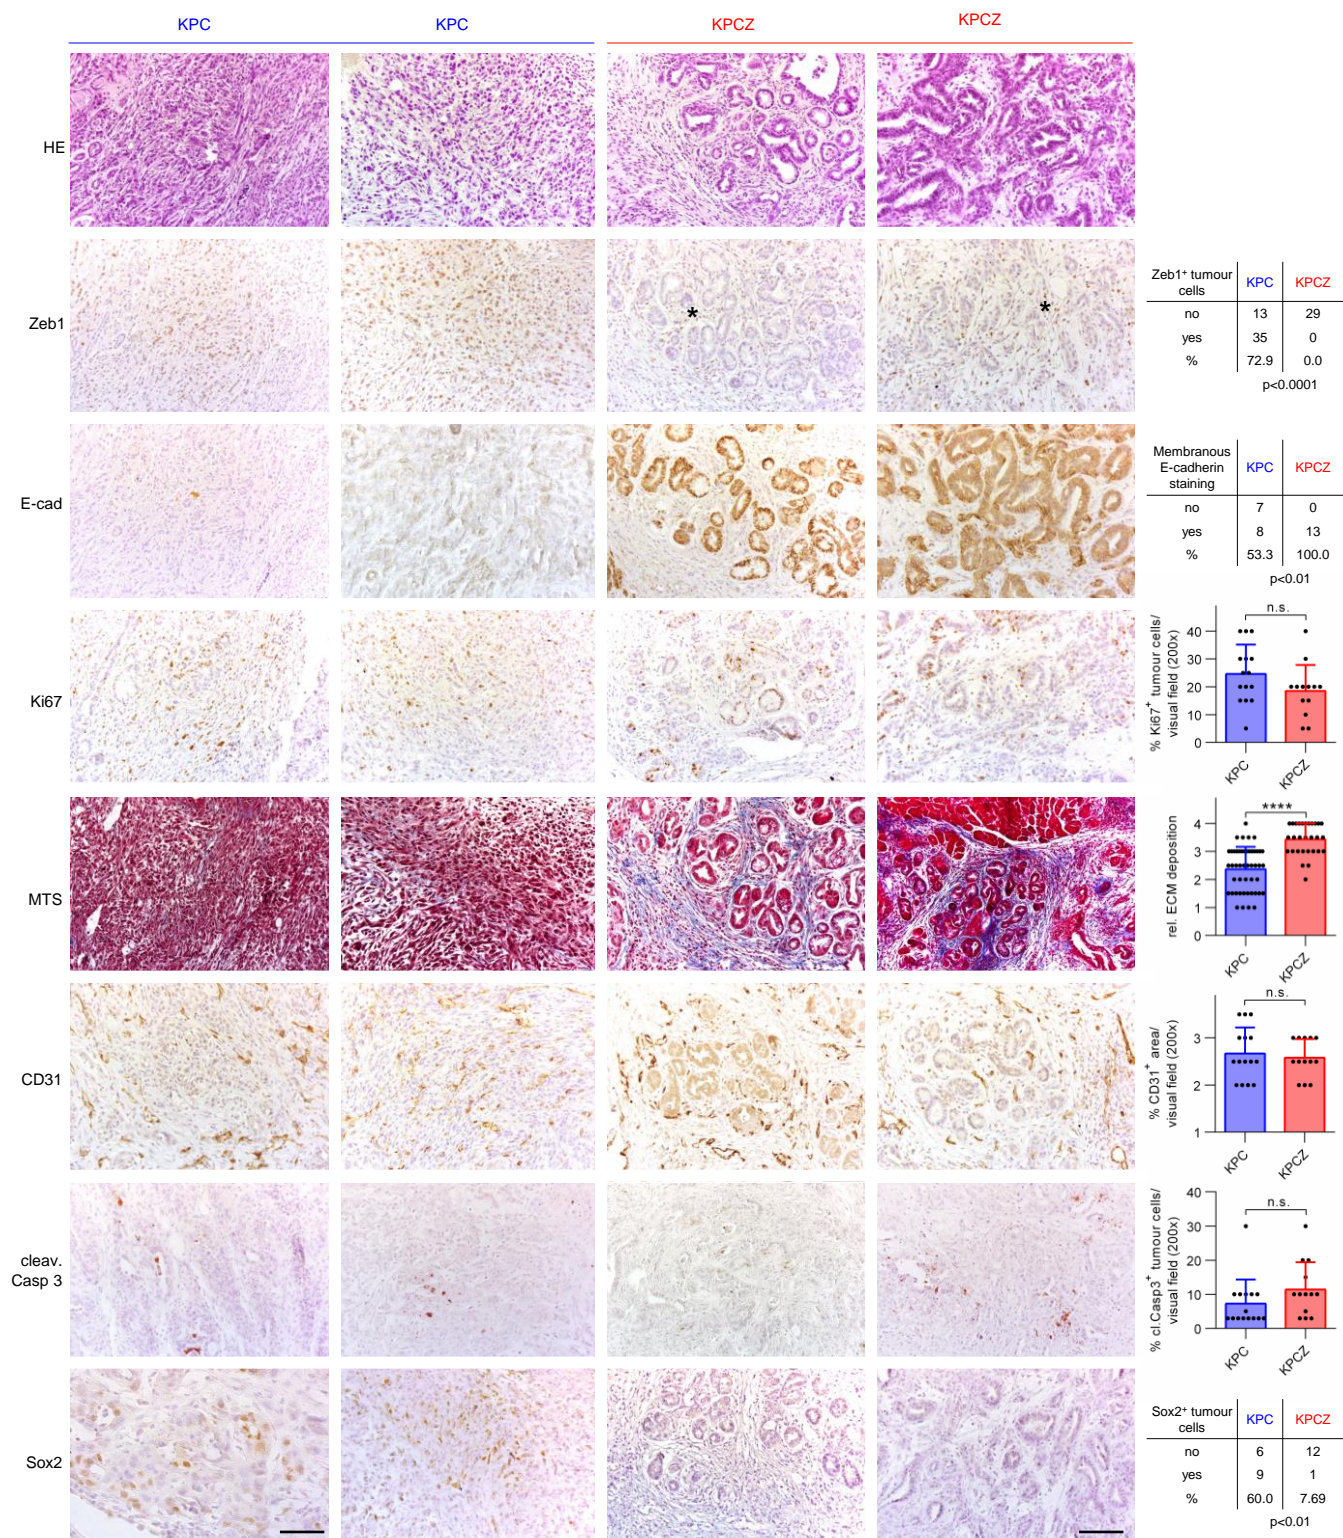 KPC KPC KPCZ KPCZ
HE
Zeb1
* *
Zeb1⁺ tumour
cells KPC KPCZ
no 13 29
yes 35 0
% 72.9 0.0
p<0.0001
E-cad
Membranous
E-cadherin
staining KPC KPCZ
no 7 0
yes 8 13
% 53.3 100.0
p<0.01
Ki67
% Ki67⁺ tumour cells/
visual field (200x)
n.s.
40
30
20
10
0
KPC KPCZ
MTS
rel. ECM deposition
****
4
3
2
1
0
KPC KPCZ
CD31
% CD31⁺ area/
visual field (200x)
n.s.
3
2
1
KPC KPCZ
cleav.
Casp 3
% cl.Casp3⁺ tumour cells/
visual field (200x)
n.s.
40
30
20
10
0
KPC KPCZ
Sox2
Sox2⁺ tumour
cells KPC KPCZ
no 6 12
yes 9 1
% 60.0 7.69
p<0.01